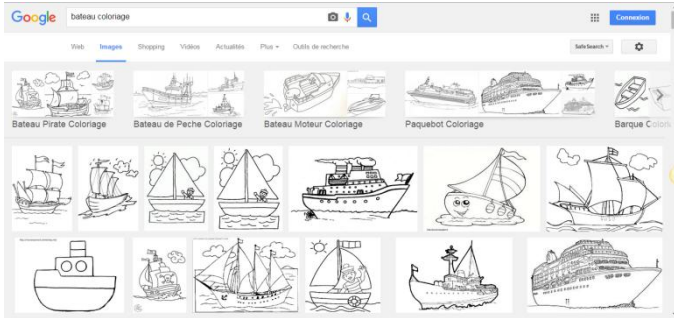 Google bateau coloriage Connexion
Web Images Shopping Vidéos Actualités Plus Outils de recherche SafeSearch
Bateau Pirate Coloriage Bateau de Peche Coloriage Bateau Moteur Coloriage Paquebot Coloriage Barque